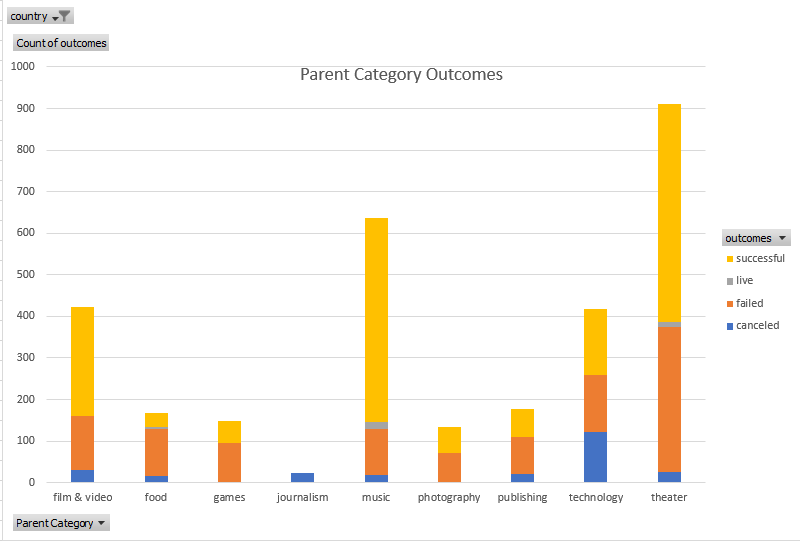 country
Count of outcomes
Parent Category Outcomes
1000
900
800
700
600
500
400
300
200
100
0
film & video food games journalism music photography publishing technology theater
outcomes
successful
live
failed
canceled
Parent Category